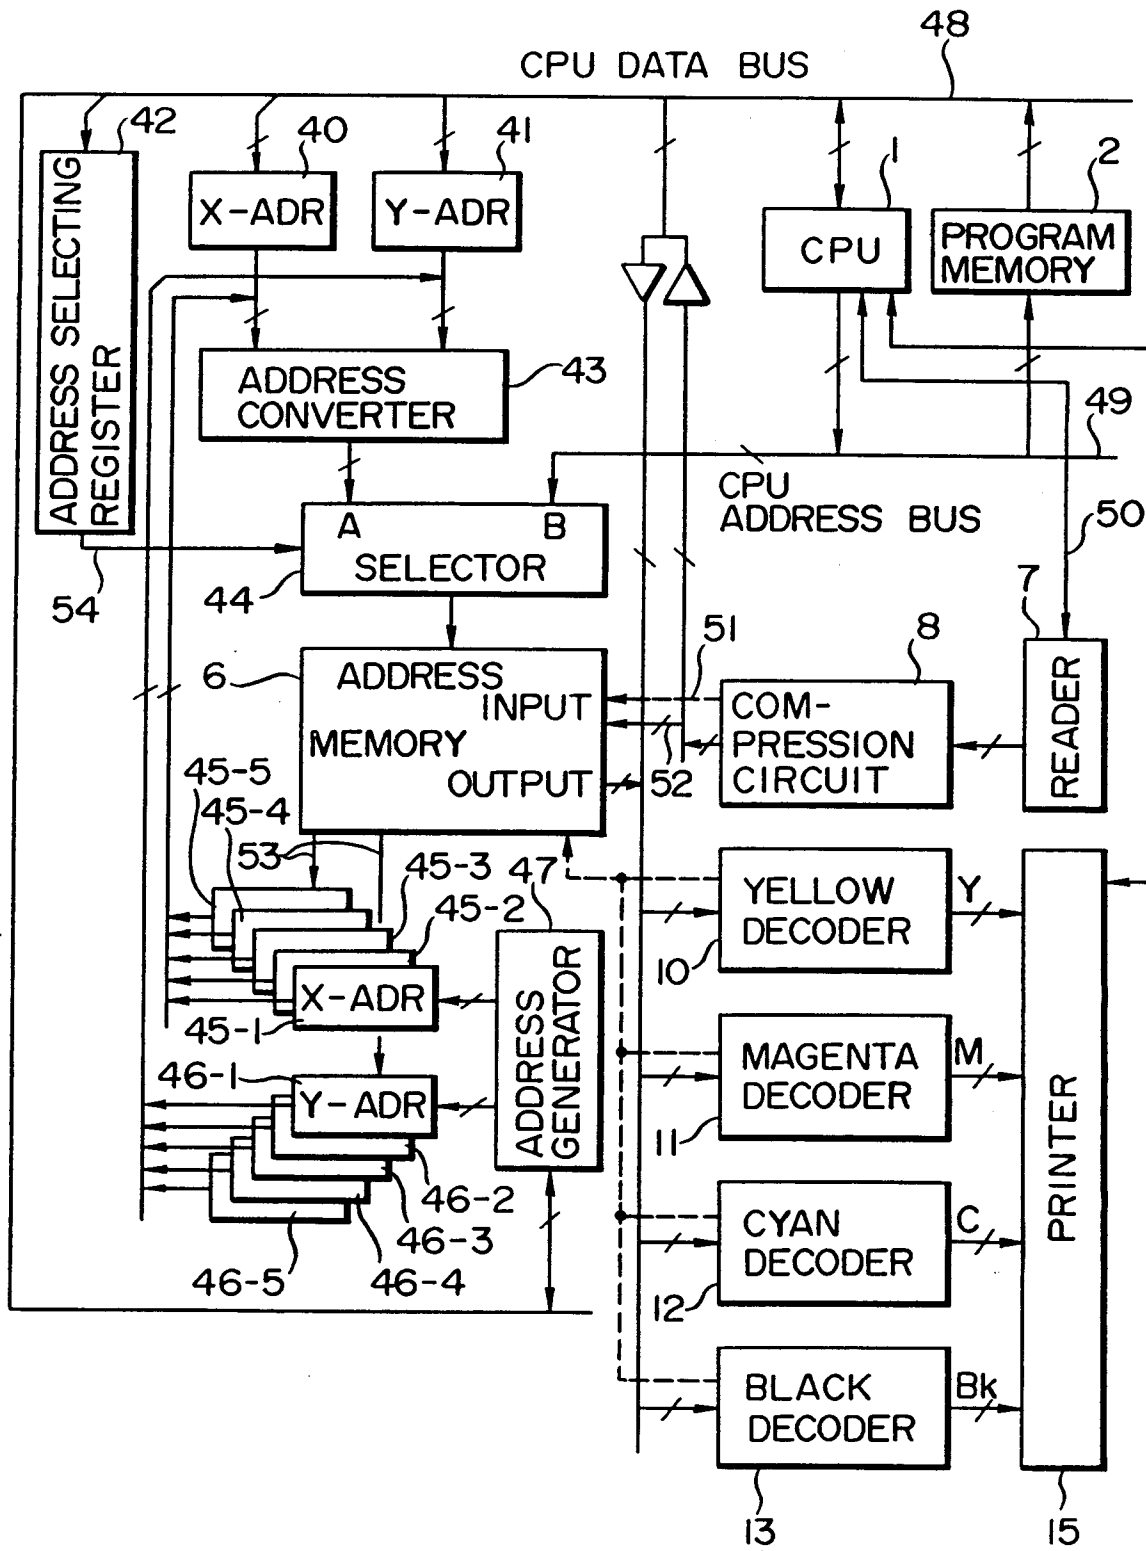 48
CPU DATA BUS
42
40
41
1
2
X-ADR
Y-ADR
CPU
PROGRAM
MEMORY
ADDRESS SELECTING
REGISTER
ADDRESS
CONVERTER
43
49
CPU
ADDRESS BUS
50
A
B
SELECTOR
44
54
7
51
8
6
ADDRESS
INPUT
MEMORY
OUTPUT
52
COM-
PRESSION
CIRCUIT
READER
45-5
45-4
53
45-3
45-2
47
X-ADR
45-1
46-1
Y-ADR
46-2
46-3
46-4
46-5
ADDRESS
GENERATOR
YELLOW
DECODER
Y
10
MAGENTA
DECODER
M
11
CYAN
DECODER
C
12
BLACK
DECODER
Bk
13
PRINTER
15